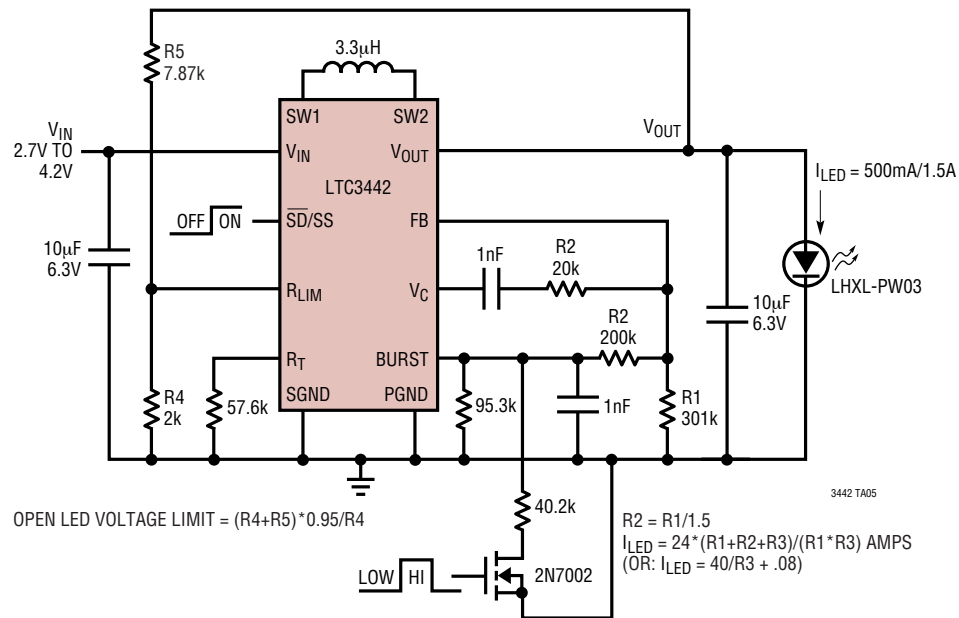 R5
7.87k
3.3µH
SW1
SW2
VIN
2.7V TO
4.2V
VIN
VOUT
VOUT
LTC3442
ILED = 500mA/1.5A
OFF
ON
SD/SS
FB
10µF
6.3V
1nF
R2
20k
LHXL-PW03
RLIM
VC
10µF
6.3V
R2
200k
RT
BURST
R4
2k
57.6k
SGND
PGND
95.3k
1nF
R1
301k
3442 TA05
40.2k
OPEN LED VOLTAGE LIMIT = (R4+R5)*0.95/R4
R2 = R1/1.5
ILED = 24*(R1+R2+R3)/(R1*R3) AMPS
(OR: ILED = 40/R3 + .08)
LOW
HI
2N7002